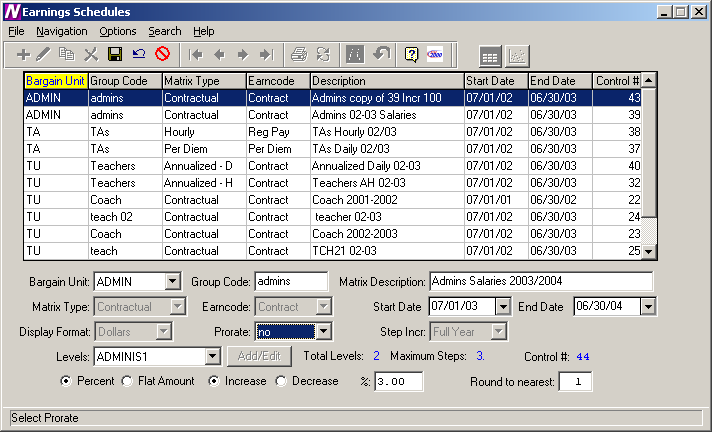 Earnings Schedules
File Navigation Options Search Help
2000
Bargain Unit Group Code Matrix Type Earncode Description Start Date End Date Control #
ADMIN admins Contractual Contract Admins copy of 39 Incr 100 07/01/02 06/30/03 43
ADMIN admins Contractual Contract Admins 02-03 Salaries 07/01/02 06/30/03 39
TA TAs Hourly Reg Pay TAs Hourly 02/03 07/01/02 06/30/03 38
TA TAs Per Diem Per Diem TAs Daily 02/03 07/01/02 06/30/03 37
TU Teachers Annualized - D Contract Annualized Daily 02-03 07/01/02 06/30/03 40
TU Teachers Annualized - H Contract Teachers AH 02-03 07/01/02 06/30/03 32
TU Coach Contractual Contract Coach 2001-2002 07/01/01 06/30/02 22
TU teach 02 Contractual Contract teacher 02-03 07/01/02 06/30/03 24
TU Coach Contractual Contract Coach 2002-2003 07/01/02 06/30/03 23
TU teach Contractual Contract TCH21 02-03 07/01/02 06/30/03 25
Bargain Unit: ADMIN Group Code: admins Matrix Description: Admins Salaries 2003/2004
Matrix Type: Contractual Earncode: Contract Start Date 07/01/03 End Date 06/30/04
Display Format: Dollars Prorate: no Step Incr: Full Year
Levels: ADMINIS1 Add/Edit Total Levels: 2 Maximum Steps: 3. Control #: 44
Percent Flat Amount Increase Decrease %: 3.00 Round to nearest: 1
Select Prorate